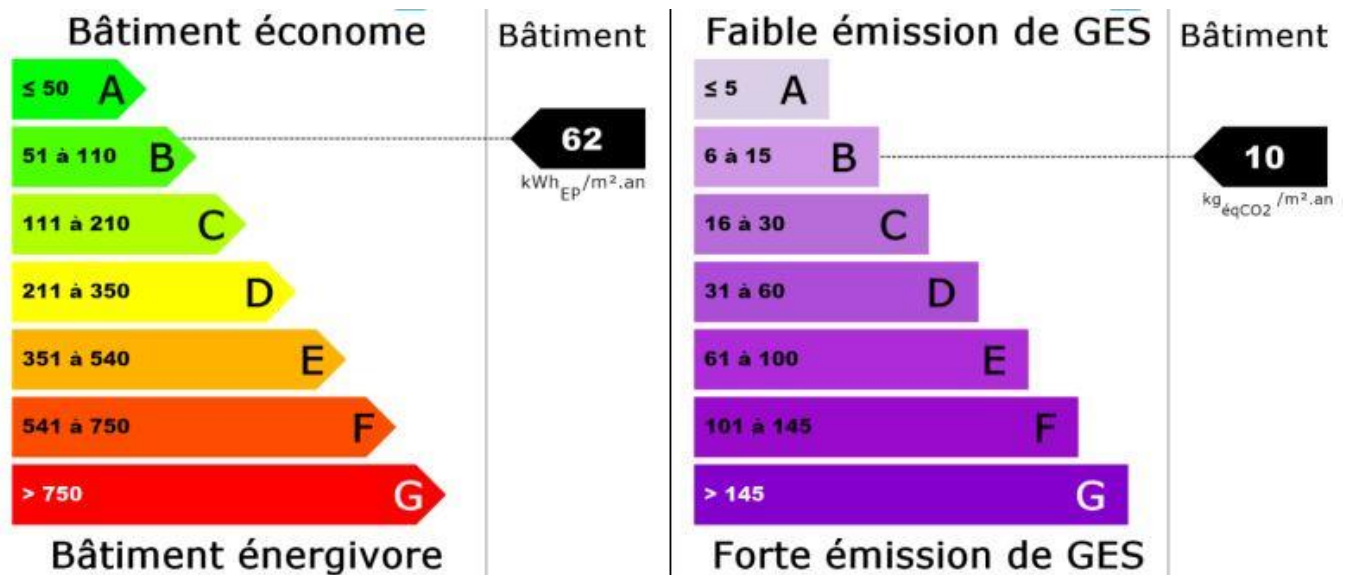 Bâtiment économe
Bâtiment
≤ 50 A
51 à 110 B
62
kWhEP/m².an
111 à 210 C
211 à 350 D
351 à 540 E
541 à 750 F
> 750 G
Bâtiment énergivore
Faible émission de GES
Bâtiment
≤ 5 A
6 à 15 B
10
kgéqCO2/m².an
16 à 30 C
31 à 60 D
61 à 100 E
101 à 145 F
> 145 G
Forte émission de GES